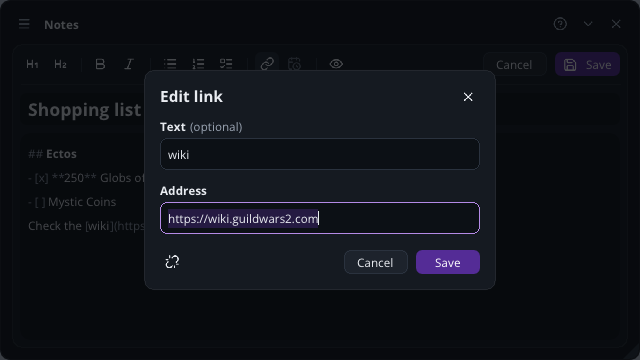 Notes
H1 H2 B I Cancel Save
Shopping list
## Ectos
- [x] **250** Globs of
- [ ] Mystic Coins
Check the [wiki](https
Edit link
Text (optional)
wiki
Address
https://wiki.guildwars2.com
Cancel Save